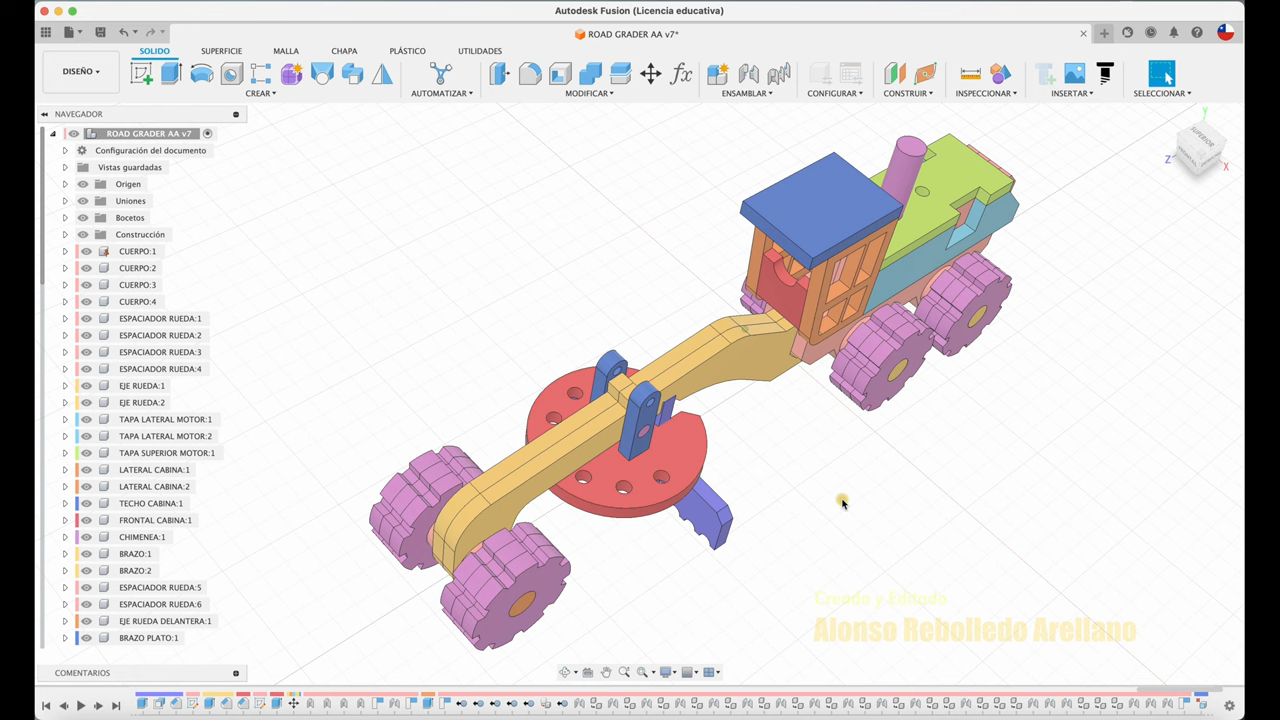 Autodesk Fusion (Licencia educativa)
ROAD GRADER AA v7*
DISEÑO
SOLIDO
SUPERFICIE
MALLA
CHAPA
PLÁSTICO
UTILIDADES
CREAR
AUTOMATIZAR
MODIFICAR
ENSAMBLAR
CONFIGURAR
CONSTRUIR
INSPECCIONAR
INSERTAR
SELECCIONAR
NAVEGADOR
ROAD GRADER AA v7
Configuración del documento
Vistas guardadas
Origen
Uniones
Bocetos
Construcción
CUERPO:1
CUERPO:2
CUERPO:3
CUERPO:4
ESPACIADOR RUEDA:1
ESPACIADOR RUEDA:2
ESPACIADOR RUEDA:3
ESPACIADOR RUEDA:4
EJE RUEDA:1
EJE RUEDA:2
TAPA LATERAL MOTOR:1
TAPA LATERAL MOTOR:2
TAPA SUPERIOR MOTOR:1
LATERAL CABINA:1
LATERAL CABINA:2
TECHO CABINA:1
FRONTAL CABINA:1
CHIMENEA:1
BRAZO:1
BRAZO:2
ESPACIADOR RUEDA:5
ESPACIADOR RUEDA:6
EJE RUEDA DELANTERA:1
BRAZO PLATO:1
Y
SUPERIOR
Z
X
Creado y Editado
Alonso Rebolledo Arellano
COMENTARIOS